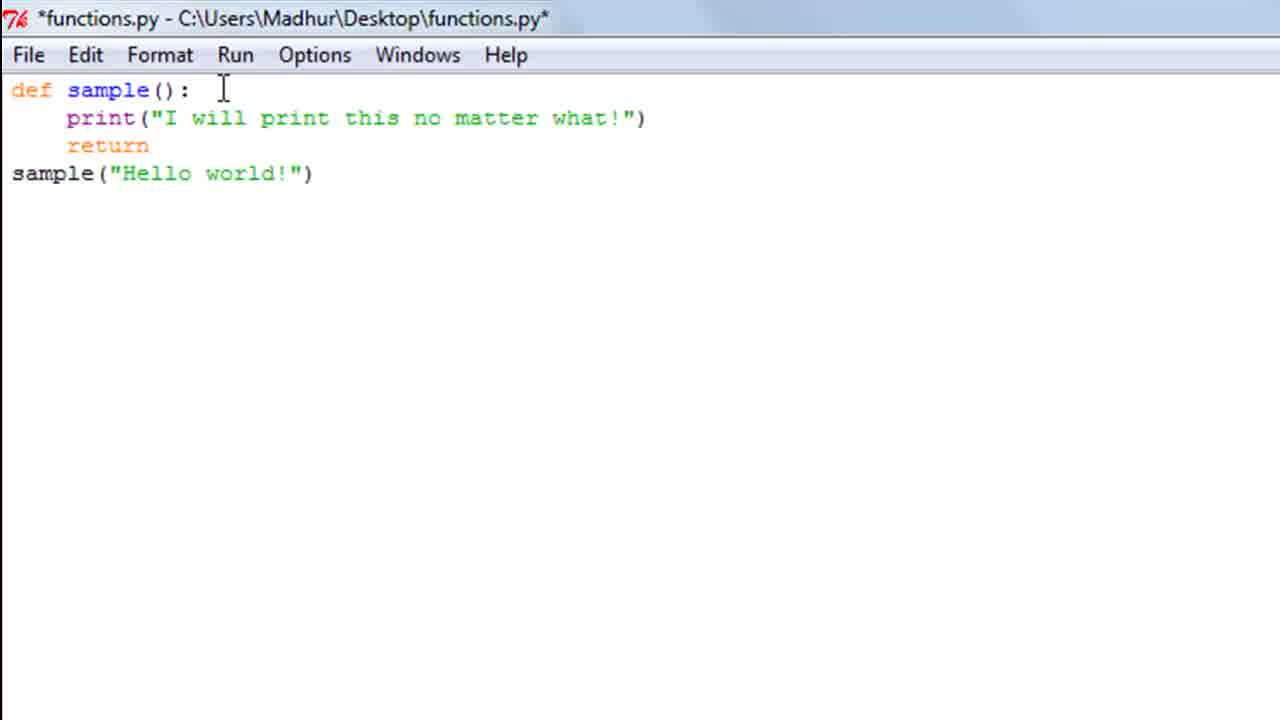 *functions.py - C:\Users\Madhur\Desktop\functions.py*
File Edit Format Run Options Windows Help
def sample():
    print("I will print this no matter what!")
    return
sample("Hello world!")